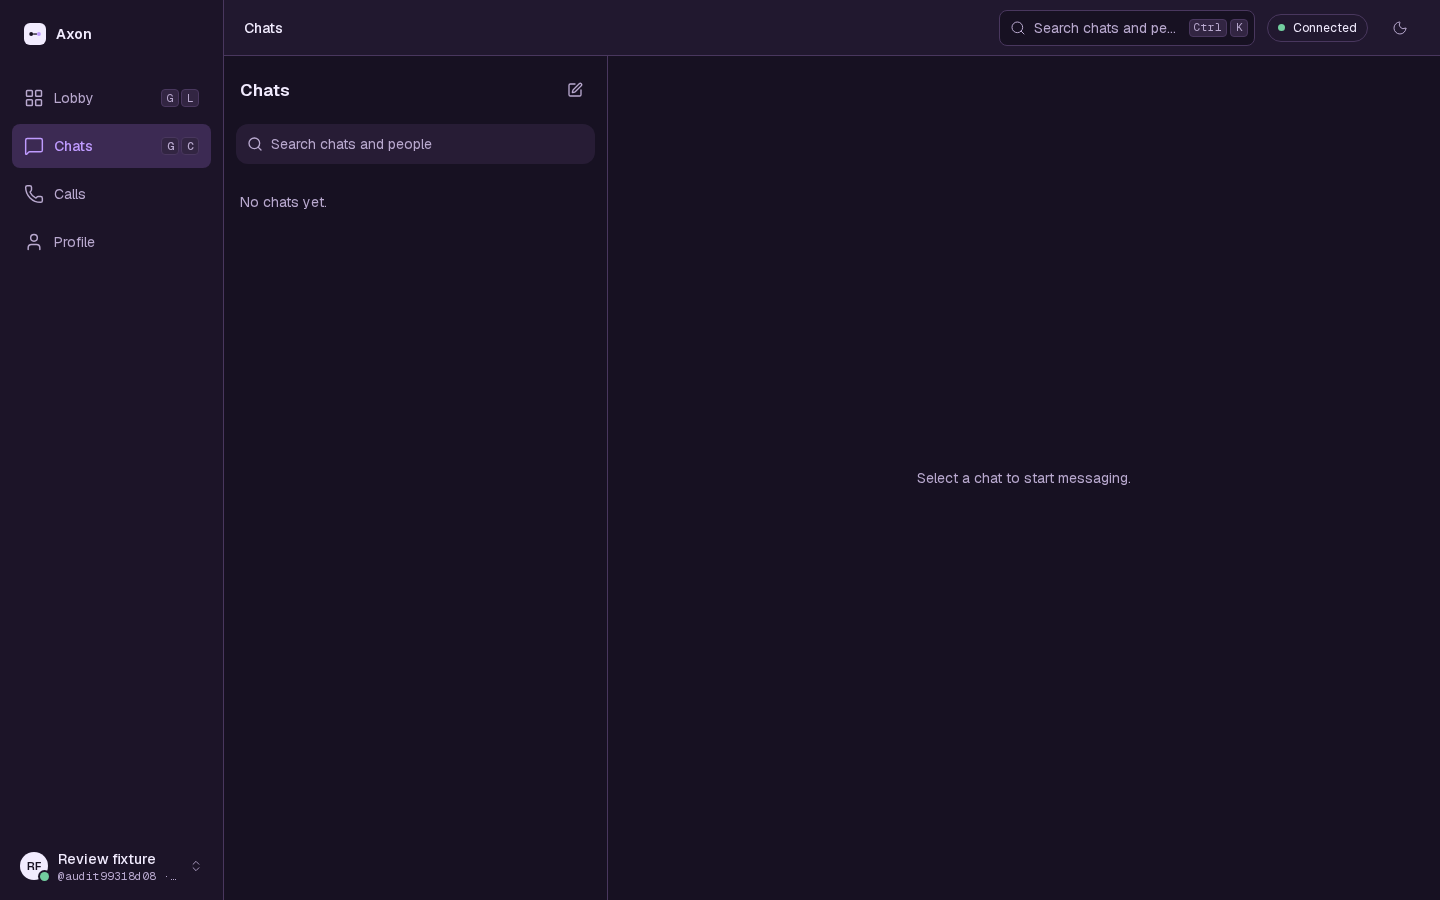 Axon
Lobby G L
Chats G C
Calls
Profile
Review fixture
RF
@audit99318d08 ·…
Chats
Search chats and pe… Ctrl K
Connected
Chats
Search chats and people
No chats yet.
Select a chat to start messaging.